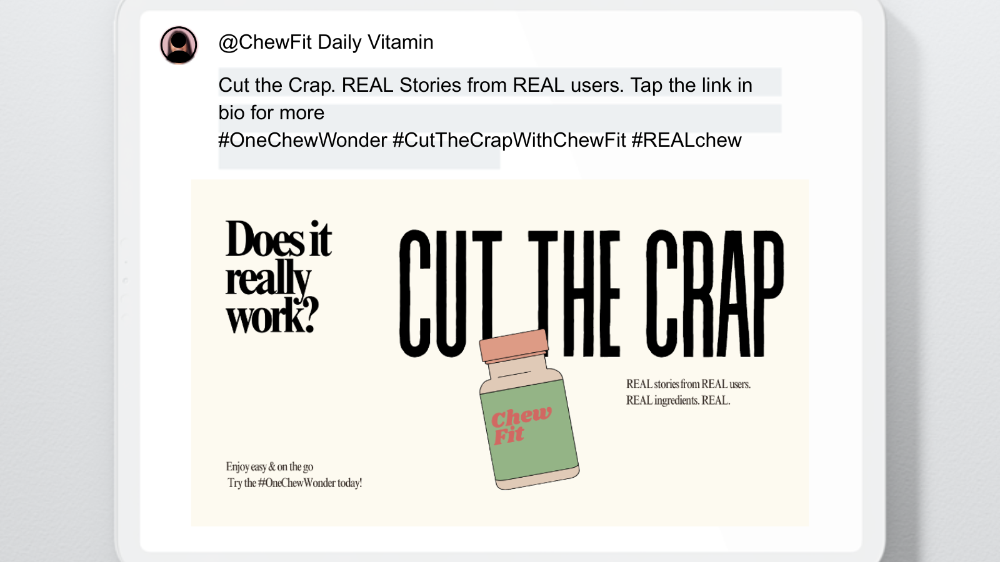 @ChewFit Daily Vitamin
Cut the Crap. REAL Stories from REAL users. Tap the link in
bio for more
#OneChewWonder #CutTheCrapWithChewFit #REALchew
Does it
really
work?
CUT THE CRAP
REAL stories from REAL users.
REAL ingredients. REAL.
Chew
Fit
Enjoy easy & on the go
Try the #OneChewWonder today!